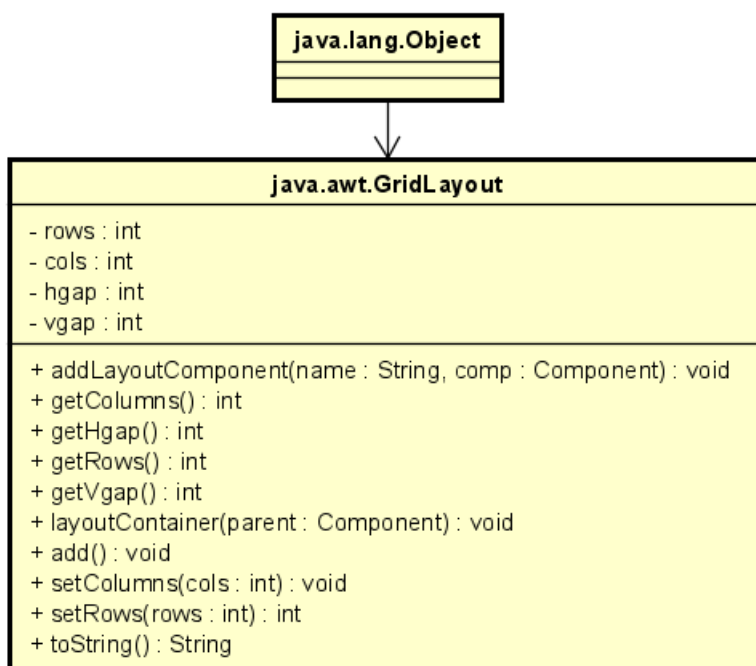 java.lang.Object
java.awt.GridLayout
- rows : int
- cols : int
- hgap : int
- vgap : int
+ addLayoutComponent(name : String, comp : Component) : void
+ getColumns() : int
+ getHgap() : int
+ getRows() : int
+ getVgap() : int
+ layoutContainer(parent : Component) : void
+ add() : void
+ setColumns(cols : int) : void
+ setRows(rows : int) : int
+ toString() : String